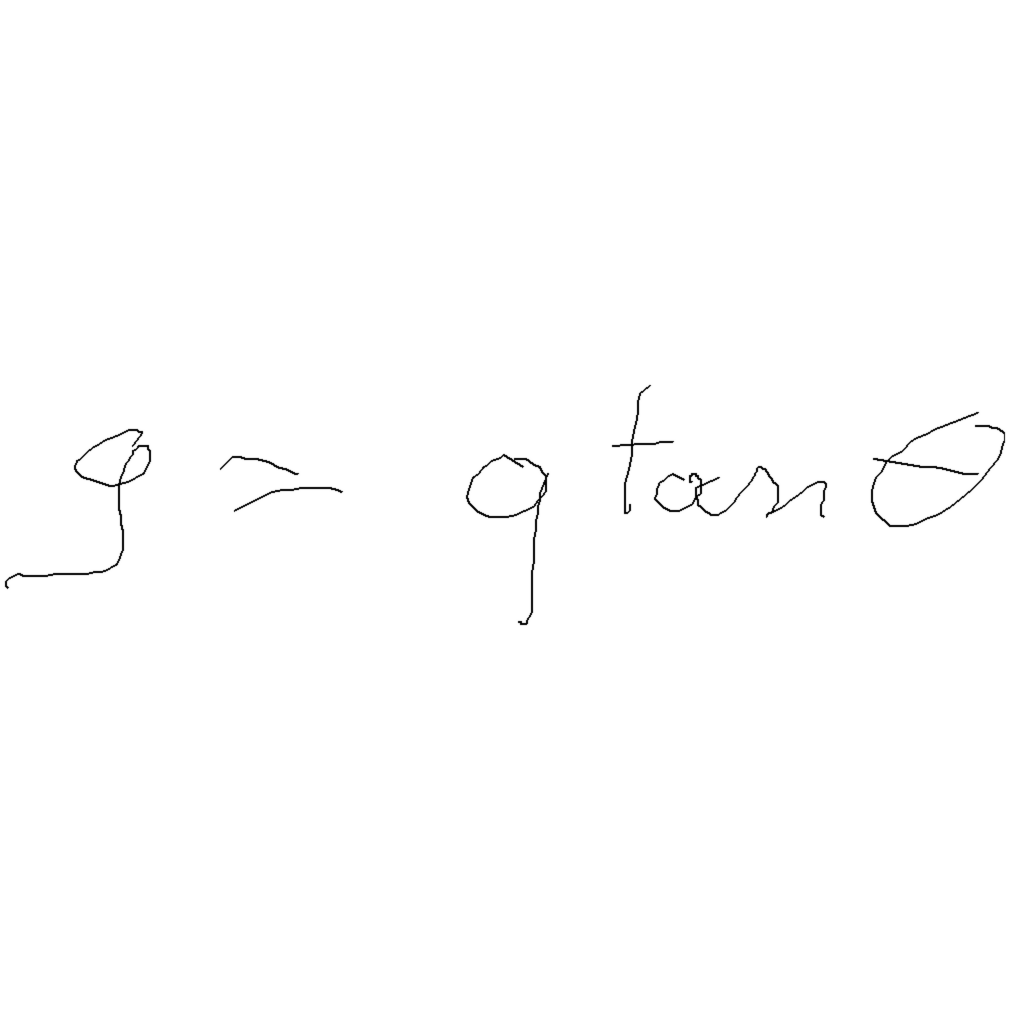 g = q tan θ